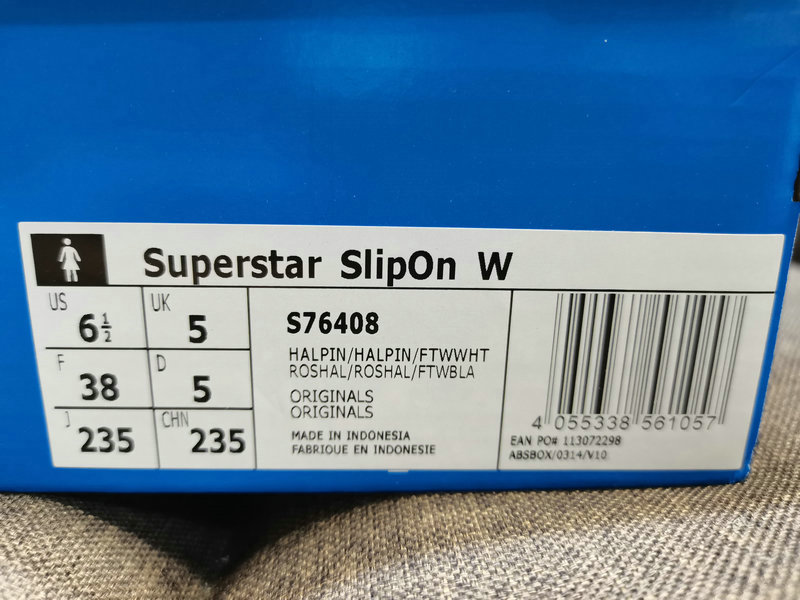 Superstar SlipOn W
US 6½ UK 5
F 38 D 5
J 235 CHN 235
S76408
HALPIN/HALPIN/FTWWHT
ROSHAL/ROSHAL/FTWBLA
ORIGINALS
ORIGINALS
MADE IN INDONESIA
FABRIQUE EN INDONESIE
4 055338 561057
EAN PO# 113072298
ABSBOX/0314/V10